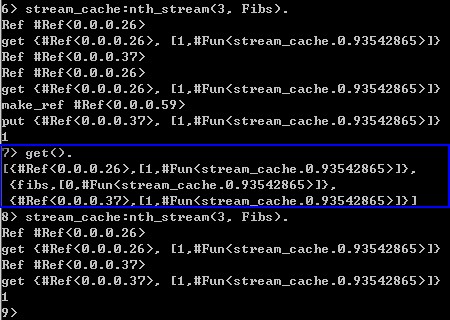 6> stream_cache:nth_stream(3, Fibs).
Ref #Ref<0.0.0.26>
get {#Ref<0.0.0.26>, [1,#Fun<stream_cache.0.93542865>]}
Ref #Ref<0.0.0.37>
Ref #Ref<0.0.0.26>
get {#Ref<0.0.0.26>, [1,#Fun<stream_cache.0.93542865>]}
make_ref #Ref<0.0.0.59>
put {#Ref<0.0.0.37>, [1,#Fun<stream_cache.0.93542865>]}
1
7> get().
[{#Ref<0.0.0.26>,[1,#Fun<stream_cache.0.93542865>]},
 {fibs,[0,#Fun<stream_cache.0.93542865>]},
 {#Ref<0.0.0.37>,[1,#Fun<stream_cache.0.93542865>]}]
8> stream_cache:nth_stream(3, Fibs).
Ref #Ref<0.0.0.26>
get {#Ref<0.0.0.26>, [1,#Fun<stream_cache.0.93542865>]}
Ref #Ref<0.0.0.37>
get {#Ref<0.0.0.37>, [1,#Fun<stream_cache.0.93542865>]}
1
9>